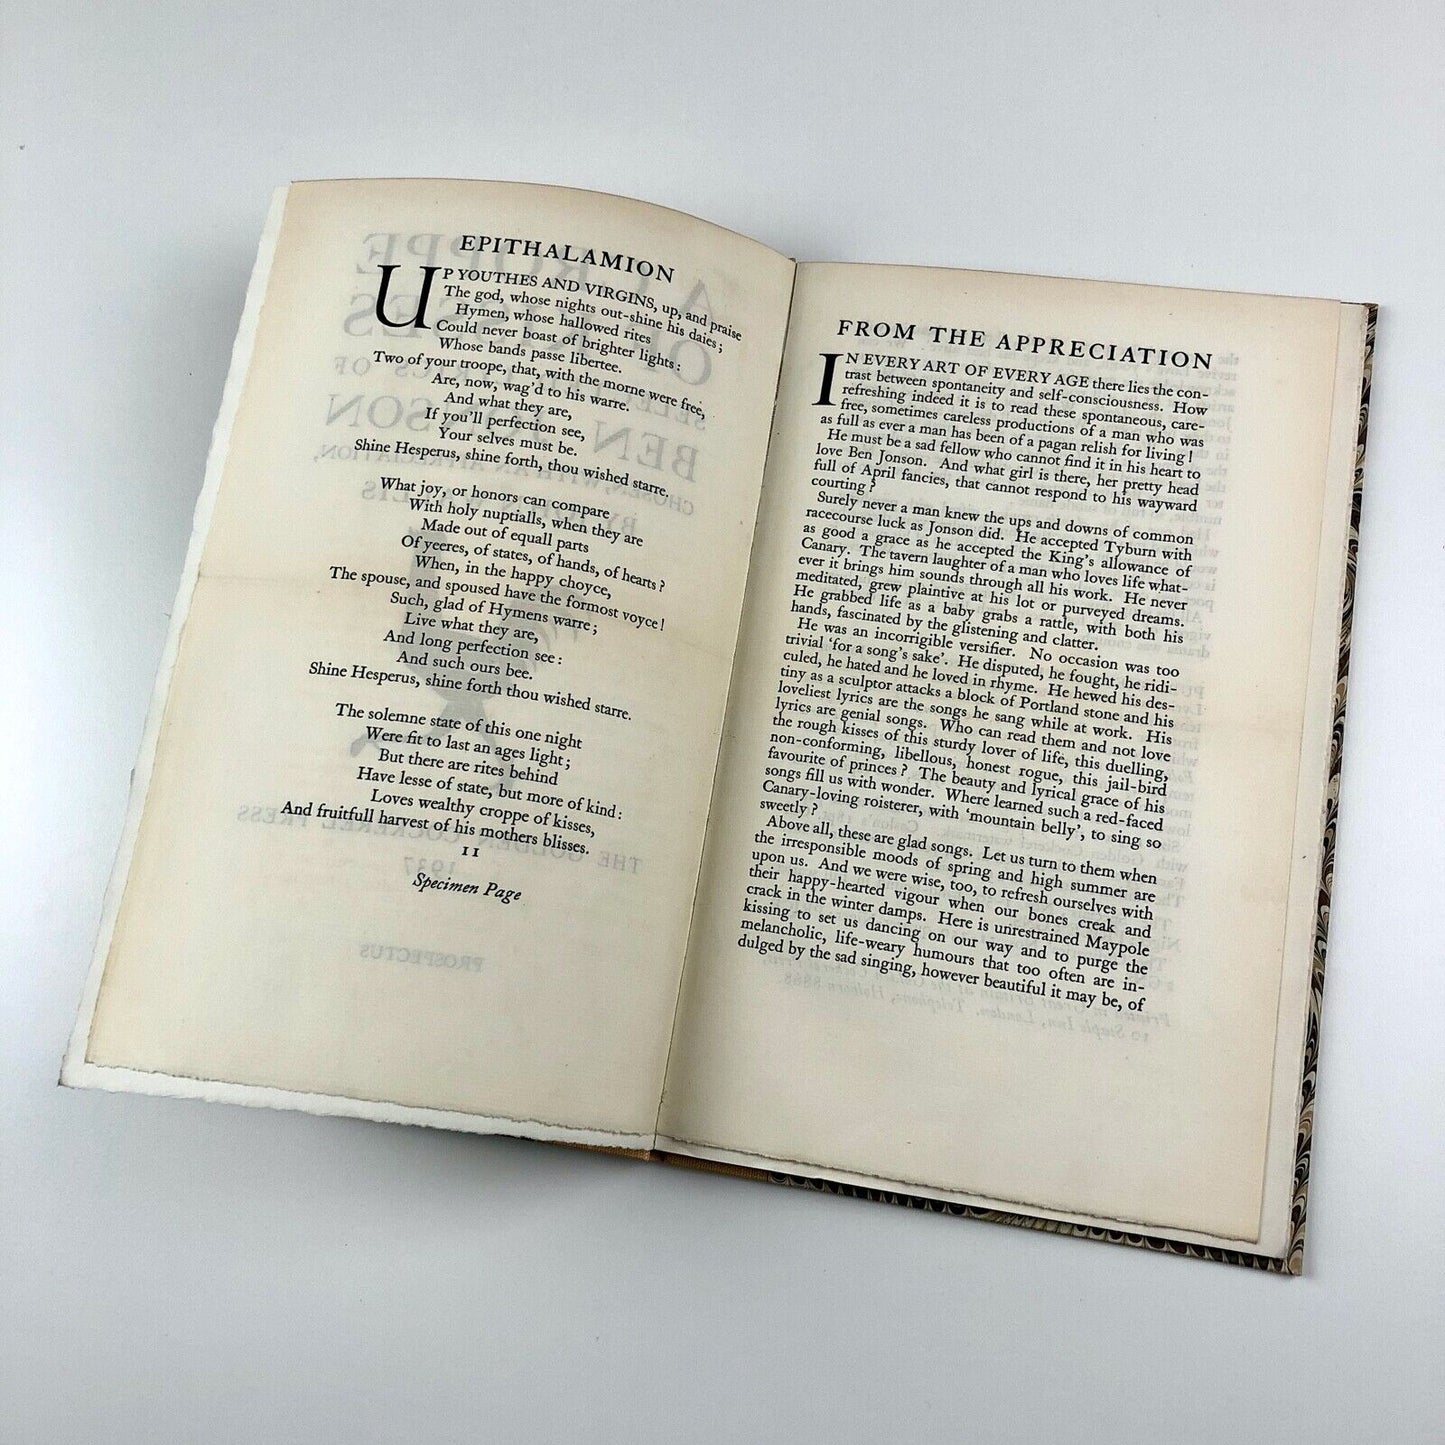 EPITHALAMION
UP YOUTHES AND VIRGINS, up, and praise
The god, whose nights out-shine his daies;
Hymen, whose hallowed rites
Could never boast of brighter lights:
Whose bands passe libertee.
Two of your troope, that, with the morne were free,
Are, now, wag'd to his warre.
And what they are,
If you'll perfection see,
Your selves must be.
Shine Hesperus, shine forth, thou wished starre.
What joy, or honors can compare
With holy nuptialls, when they are
Made out of equall parts
Of yeeres, of states, of hands, of hearts?
When, in the happy choyce,
The spouse, and spoused have the formost voyce!
Such, glad of Hymens warre;
Live what they are,
And long perfection see:
And such ours bee.
Shine Hesperus, shine forth thou wished starre.
The solemne state of this one night
Were fit to last an ages light;
But there are rites behind
Have lesse of state, but more of kind:
Loves wealthy croppe of kisses,
And fruitfull harvest of his mothers blisses.
11
Specimen Page
FROM THE APPRECIATION
IN EVERY ART OF EVERY AGE there lies the con-
trast between spontaneity and self-consciousness. How
refreshing indeed it is to read these spontaneous, care-
free, sometimes careless productions of a man who was
as full as ever a man has been of a pagan relish for living!
He must be a sad fellow who cannot find it in his heart to
love Ben Jonson. And what girl is there, her pretty head
full of April fancies, that cannot respond to his wayward
courting?
Surely never a man knew the ups and downs of common
racecourse luck as Jonson did. He accepted Tyburn with
as good a grace as he accepted the King's allowance of
Canary. The tavern laughter of a man who loves life what-
ever it brings him sounds through all his work. He never
meditated, grew plaintive at his lot or purveyed dreams.
He grabbed life as a baby grabs a rattle, with both his
hands, fascinated by the glistening and clatter.
He was an incorrigible versifier. No occasion was too
trivial 'for a song's sake'. He disputed, he fought, he ridi-
culed, he hated and he loved in rhyme. He hewed his des-
tiny as a sculptor attacks a block of Portland stone and his
loveliest lyrics are the songs he sang while at work. His
lyrics are genial songs. Who can read them and not love
the rough kisses of this sturdy lover of life, this duelling,
non-conforming, libellous, honest rogue, this jail-bird
favourite of princes? The beauty and lyrical grace of his
songs fill us with wonder. Where learned such a red-faced
Canary-loving roisterer, with 'mountain belly', to sing so
sweetly?
Above all, these are glad songs. Let us turn to them when
the irresponsible moods of spring and high summer are
upon us. And we were wise, too, to refresh ourselves with
their happy-hearted vigour when our bones creak and
crack in the winter damps. Here is unrestrained Maypole
kissing to set us dancing on our way and to purge the
melancholic, life-weary humours that too often are in-
dulged by the sad singing, however beautiful it may be, of